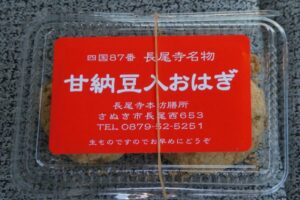 四国87番 長尾寺名物
甘納豆入おはぎ
長尾寺本坊膳所
さぬき市長尾西653
TEL 0879-52-5251
生ものですのでお早めにどうぞ